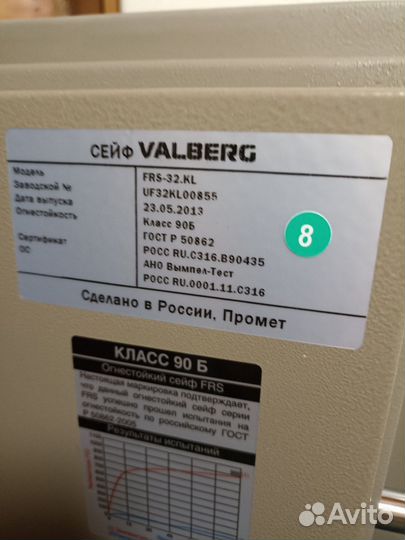 СЕЙФ VALBERG
Модель FRS-32.KL
Заводской № UF32KL00855
Дата выпуска 23.05.2013
Огнестойкость Класс 90Б
ГОСТ Р 50862
Сертификат РОСС RU.C316.B90435
ОС АНО Вымпел-Тест
РОСС RU.0001.11.C316
8
Сделано в России, Промет
КЛАСС 90 Б
Огнестойкий сейф FRS
Настоящая маркировка подтверждает,
что данный огнестойкий сейф серии
FRS успешно прошел испытания на
огнестойкость по российскому ГОСТ
Р 50862-2005
Результаты испытаний
Avito